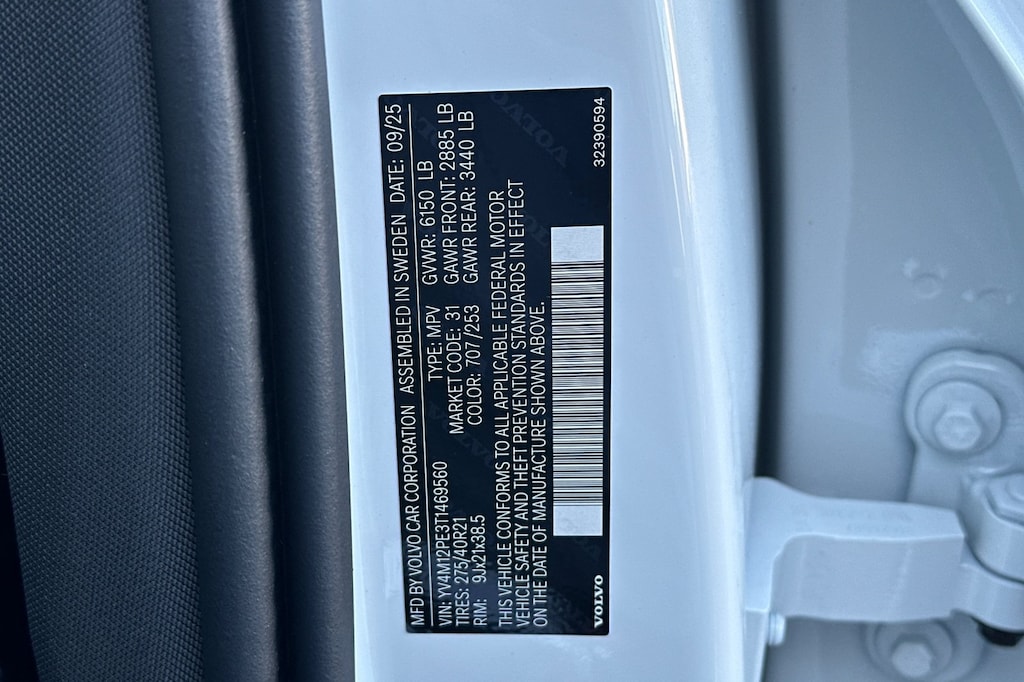 MFD BY VOLVO CAR CORPORATION ASSEMBLED IN SWEDEN DATE: 09/25
VIN: YV4M12PE3T1469560 TYPE: MPV GVWR: 6150 LB
TIRES: 275/40R21 MARKET CODE: 31 GAWR FRONT: 2885 LB
RIM: 9Jx21x38.5 COLOR: 707/253 GAWR REAR: 3440 LB
THIS VEHICLE CONFORMS TO ALL APPLICABLE FEDERAL MOTOR
VEHICLE SAFETY AND THEFT PREVENTION STANDARDS IN EFFECT
ON THE DATE OF MANUFACTURE SHOWN ABOVE.
VOLVO 32390594